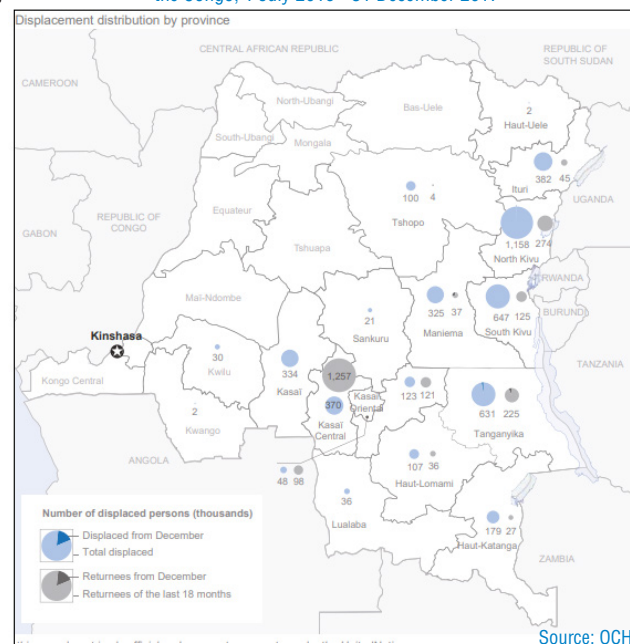 Displacement distribution by province
CENTRAL AFRICAN REPUBLIC
REPUBLIC OF
SOUTH SUDAN
CAMEROON
North-Ubangi
Bas-Uele
2
Haut-Uele
South-Ubangi
Mongala
382 45
Ituri
100 4
Tshopo
UGANDA
Equateur
REPUBLIC OF
CONGO
GABON
1,158 274
North Kivu
Tshuapa
RWANDA
Maï-Ndombe
325 37
Maniema
647 125
South Kivu
BURUNDI
21
Sankuru
Kinshasa
30
Kwilu
334
Kasaï
1,257
TANZANIA
Kongo Central
Kasaï
Oriental
123 121
370
Kasaï
Central
631 225
Tanganyika
2
Kwango
ANGOLA
107 36
Haut-Lomami
48 98
36
Lualaba
179 27
Haut-Katanga
ZAMBIA
Number of displaced persons (thousands)
Displaced from December
Total displaced
Returnees from December
Returnees of the last 18 months
Source: OCH